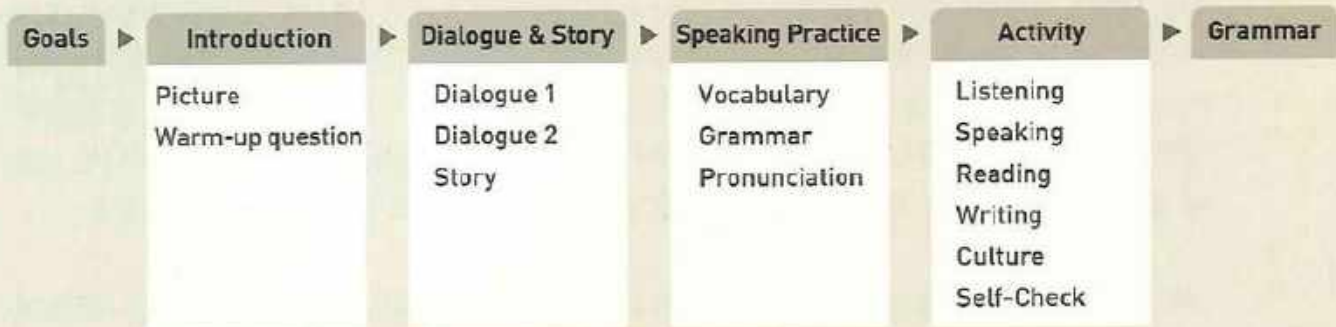 Goals ▶ Introduction ▶ Dialogue & Story ▶ Speaking Practice ▶ Activity ▶ Grammar
Picture
Warm-up question
Dialogue 1
Dialogue 2
Story
Vocabulary
Grammar
Pronunciation
Listening
Speaking
Reading
Writing
Culture
Self-Check